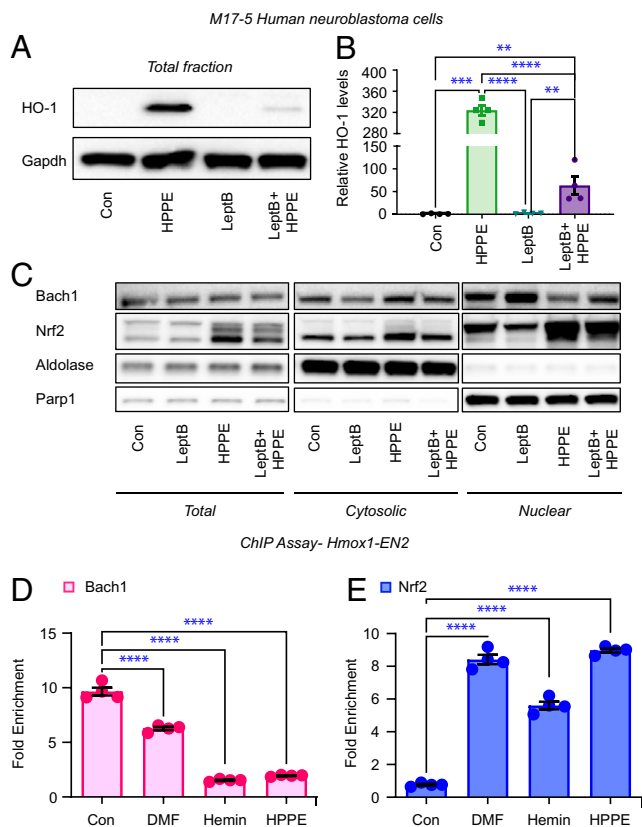 M17-5 Human neuroblastoma cells
A
Total fraction
HO-1
Gapdh
Con
HPPE
LeptB
LeptB+
HPPE
B
Relative HO-1 levels
400
360
320
280
150
100
50
0
**
****
*** ****
**
Con
HPPE
LeptB
LeptB+
HPPE
C
Bach1
Nrf2
Aldolase
Parp1
Con LeptB HPPE LeptB+
HPPE
Con LeptB HPPE LeptB+
HPPE
Con LeptB HPPE LeptB+
HPPE
Total Cytosolic Nuclear
ChIP Assay- Hmox1-EN2
D Bach1
Fold Enrichment
15
10
5
0
****
****
****
Con DMF Hemin HPPE
E Nrf2
Fold Enrichment
10
8
6
4
2
0
****
****
****
Con DMF Hemin HPPE